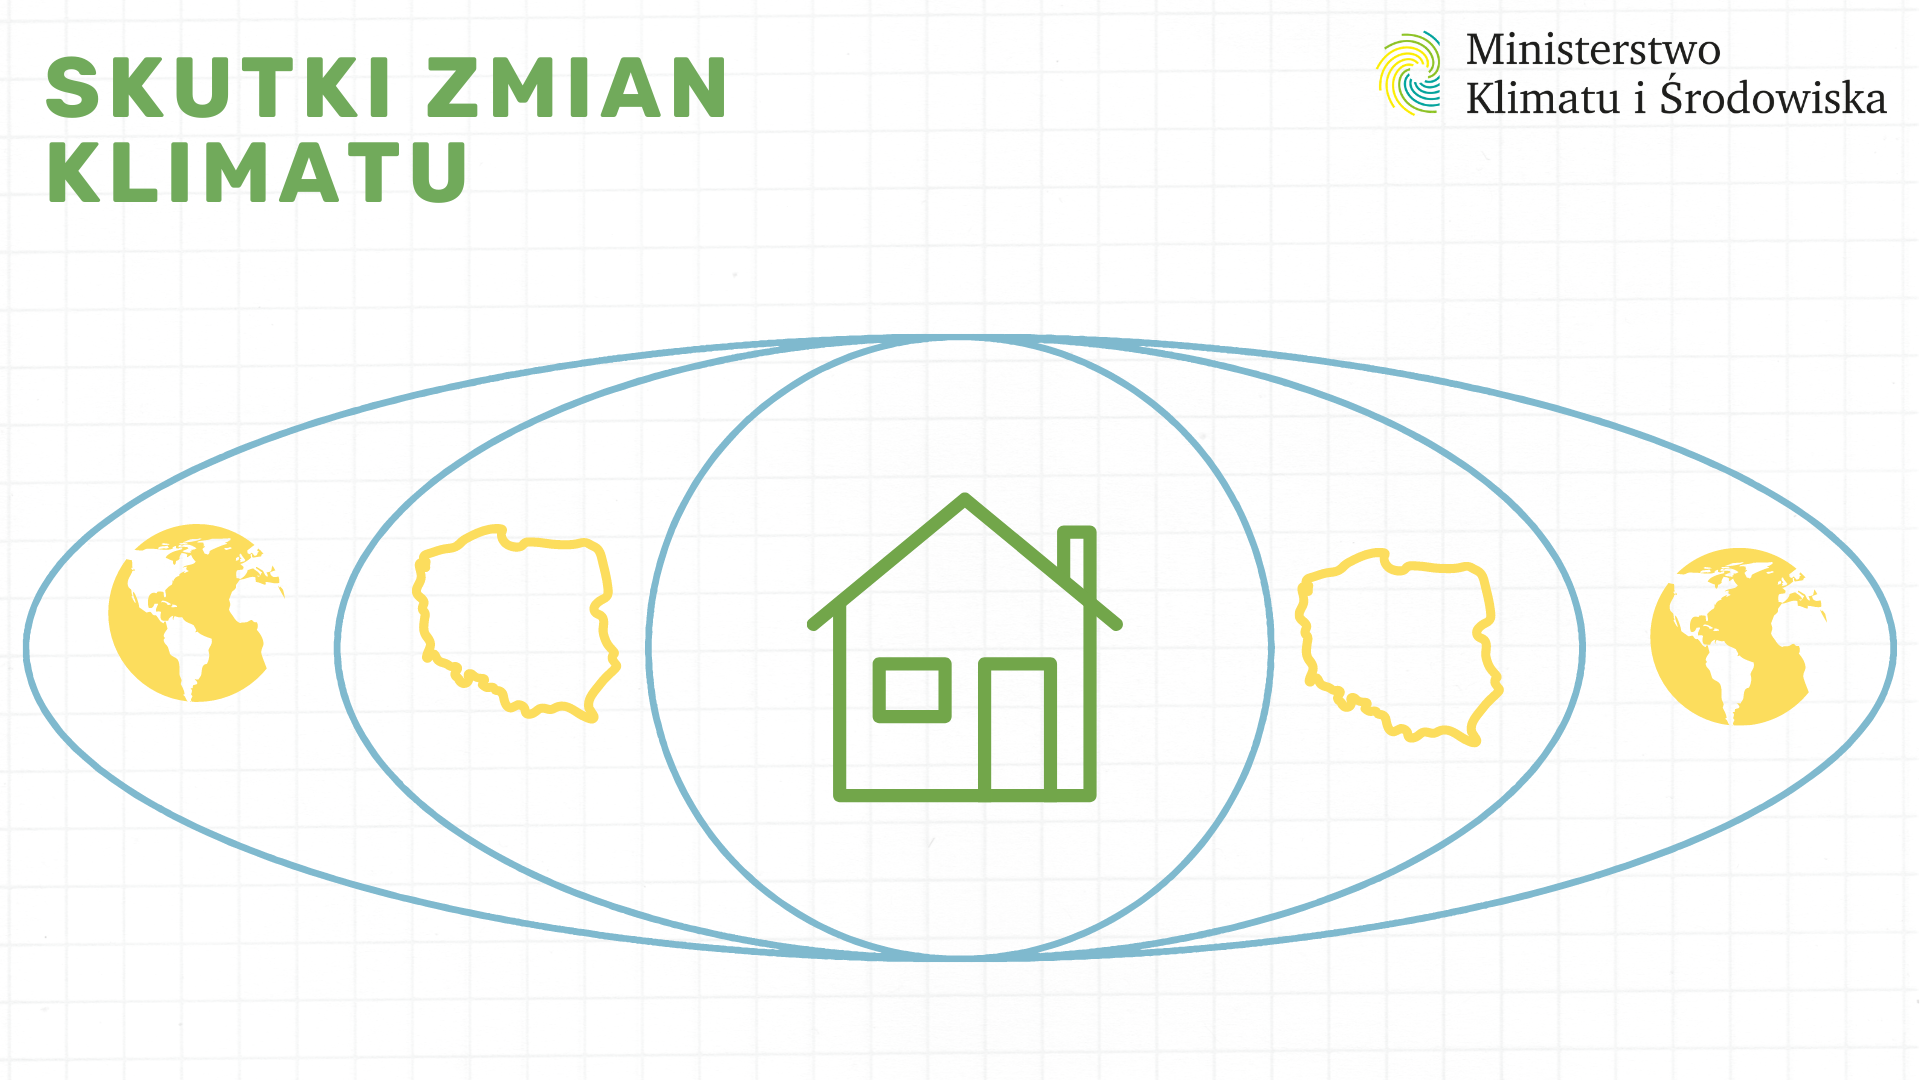 SKUTKI ZMIAN
KLIMATU
Ministerstwo
Klimatu i Środowiska